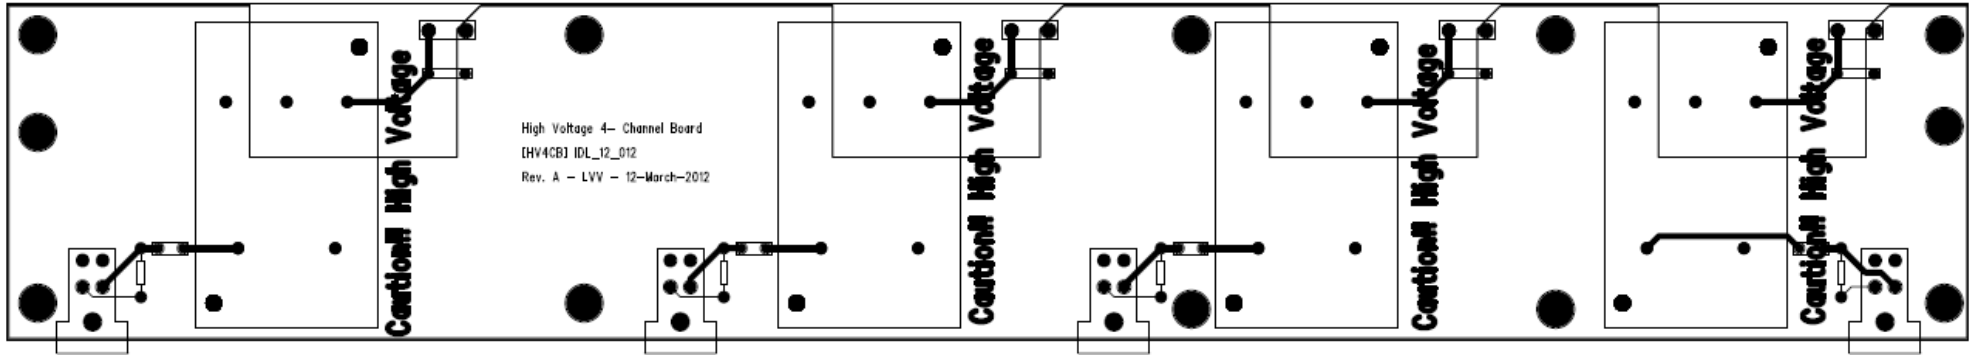 Caution!! High Voltage
High Voltage 4- Channel Board
[HV4CB] IDL_12_012
Rev. A - LVV - 12-March-2012
Caution!! High Voltage
Caution!! High Voltage
Caution!! High Voltage